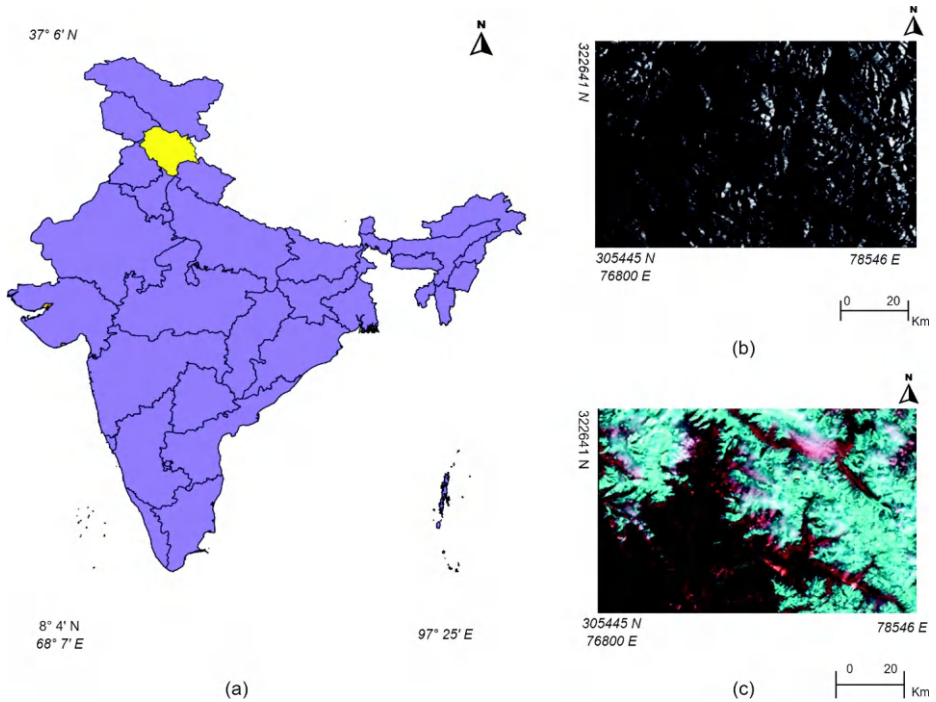 37° 6′ N
N
8° 4′ N
68° 7′ E
97° 25′ E
(a)
N
322641 N
305445 N
76800 E
78546 E
0 20
Km
(b)
N
322641 N
305445 N
76800 E
78546 E
0 20
Km
(c)